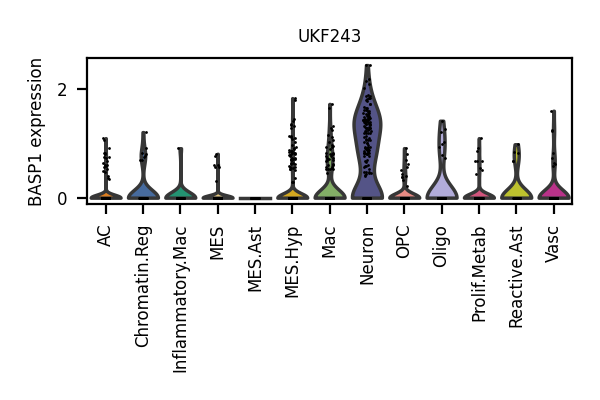 UKF243
BASP1 expression
2
0
AC
Chromatin.Reg
Inflammatory.Mac
MES
MES.Ast
MES.Hyp
Mac
Neuron
OPC
Oligo
Prolif.Metab
Reactive.Ast
Vasc